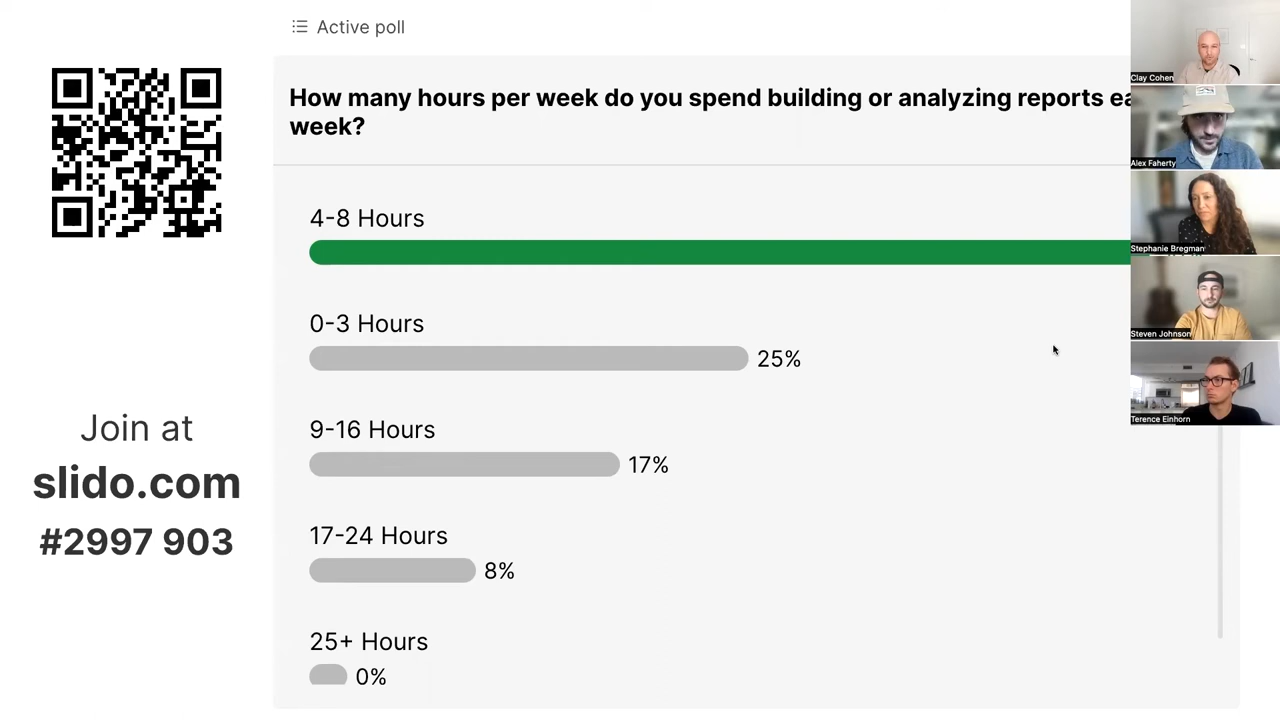 Active poll
How many hours per week do you spend building or analyzing reports ea
week?
4-8 Hours
0-3 Hours
25%
9-16 Hours
17%
17-24 Hours
8%
25+ Hours
0%
Join at
slido.com
#2997 903
Clay Cohen
Alex Faherty
Stephanie Bregman
Steven Johnson
Terence Einhorn